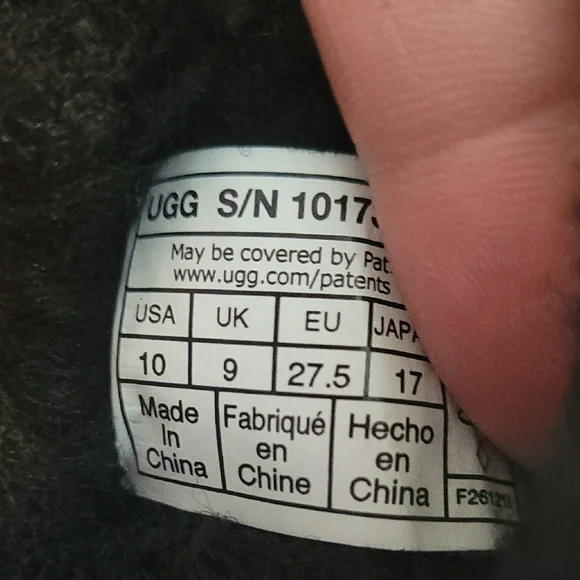 UGG S/N 1017
May be covered by Pat.
www.ugg.com/patents
USA UK EU
10 9 27.5 17
Made in China
Fabriqué en Chine
Hecho en China